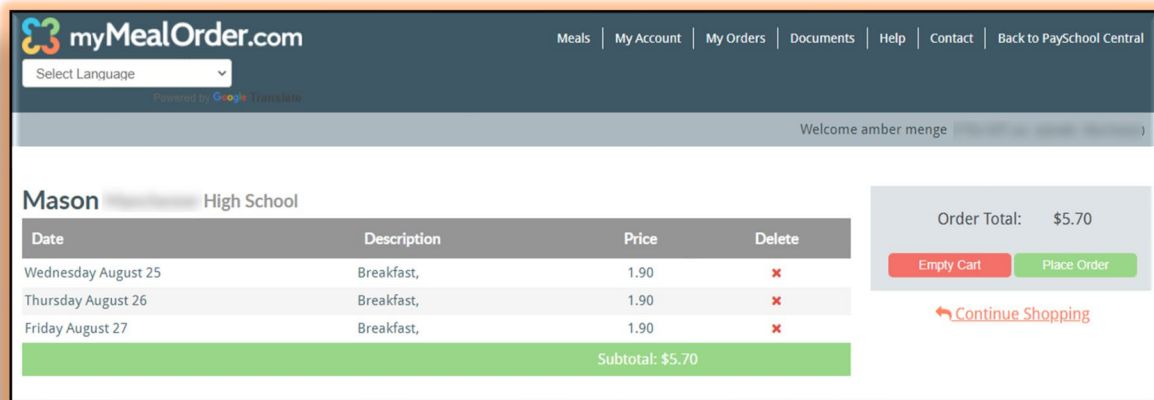 myMealOrder.com
Meals My Account My Orders Documents Help Contact Back to PaySchool Central
Select Language
Powered by Google Translate
Welcome amber menge )
Mason High School
Date Description Price Delete
Wednesday August 25 Breakfast, 1.90
Thursday August 26 Breakfast, 1.90
Friday August 27 Breakfast, 1.90
Subtotal: $5.70
Order Total: $5.70
Empty Cart Place Order
Continue Shopping